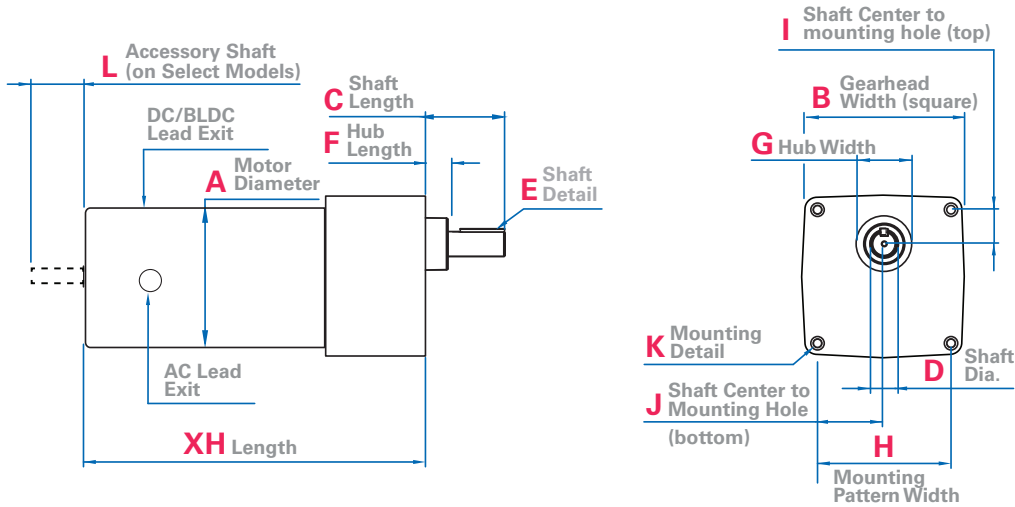 L Accessory Shaft
(on Select Models)
C Shaft
Length
DC/BLDC
Lead Exit
F Hub
Length
A Motor
Diameter
E Shaft
Detail
AC Lead
Exit
XH Length
I Shaft Center to
mounting hole (top)
B Gearhead
Width (square)
G Hub Width
K Mounting
Detail
D Shaft
Dia.
J Shaft Center to
Mounting Hole
(bottom)
H
Mounting
Pattern Width